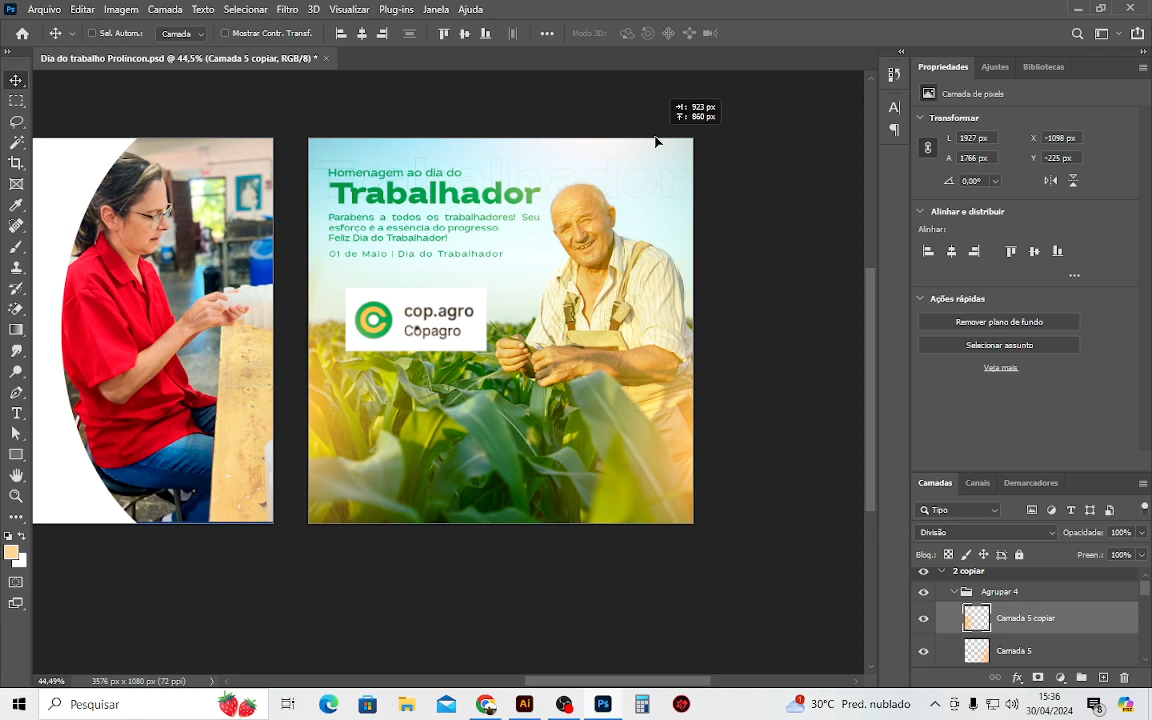 Ps Arquivo Editar Imagem Camada Texto Selecionar Filtro 3D Visualizar Plug-ins Janela Ajuda
Sel. Autom.: Camada Mostrar Contr. Transf. Modo 3D:
Dia do trabalho Prolincon.psd @ 44,5% (Camada 5 copiar, RGB/8) *
923 px
860 px
Trabalhador
Homenagem ao dia do
Trabalhador
Parabéns a todos os trabalhadores! Seu
esforço é a essência do progresso.
Feliz Dia do Trabalhador!
01 de Maio | Dia do Trabalhador
cop.agro
Copagro
Propriedades Ajustes Bibliotecas
Camada de pixels
Transformar
L 1927 px X -1098 px
A 1766 px Y -225 px
0,00°
Alinhar e distribuir
Alinhar:
Ações rápidas
Remover plano de fundo
Selecionar assunto
Veja mais
Camadas Canais Demarcadores
Tipo
Divisão Opacidade: 100%
Bloq.: Preen.: 100%
2 copiar
Agrupar 4
Camada 5 copiar
Camada 5
44,49% 3576 px x 1080 px (72 ppi)
Pesquisar
Ai
Ps
1
30°C Pred. nublado
15:36
30/04/2024
8